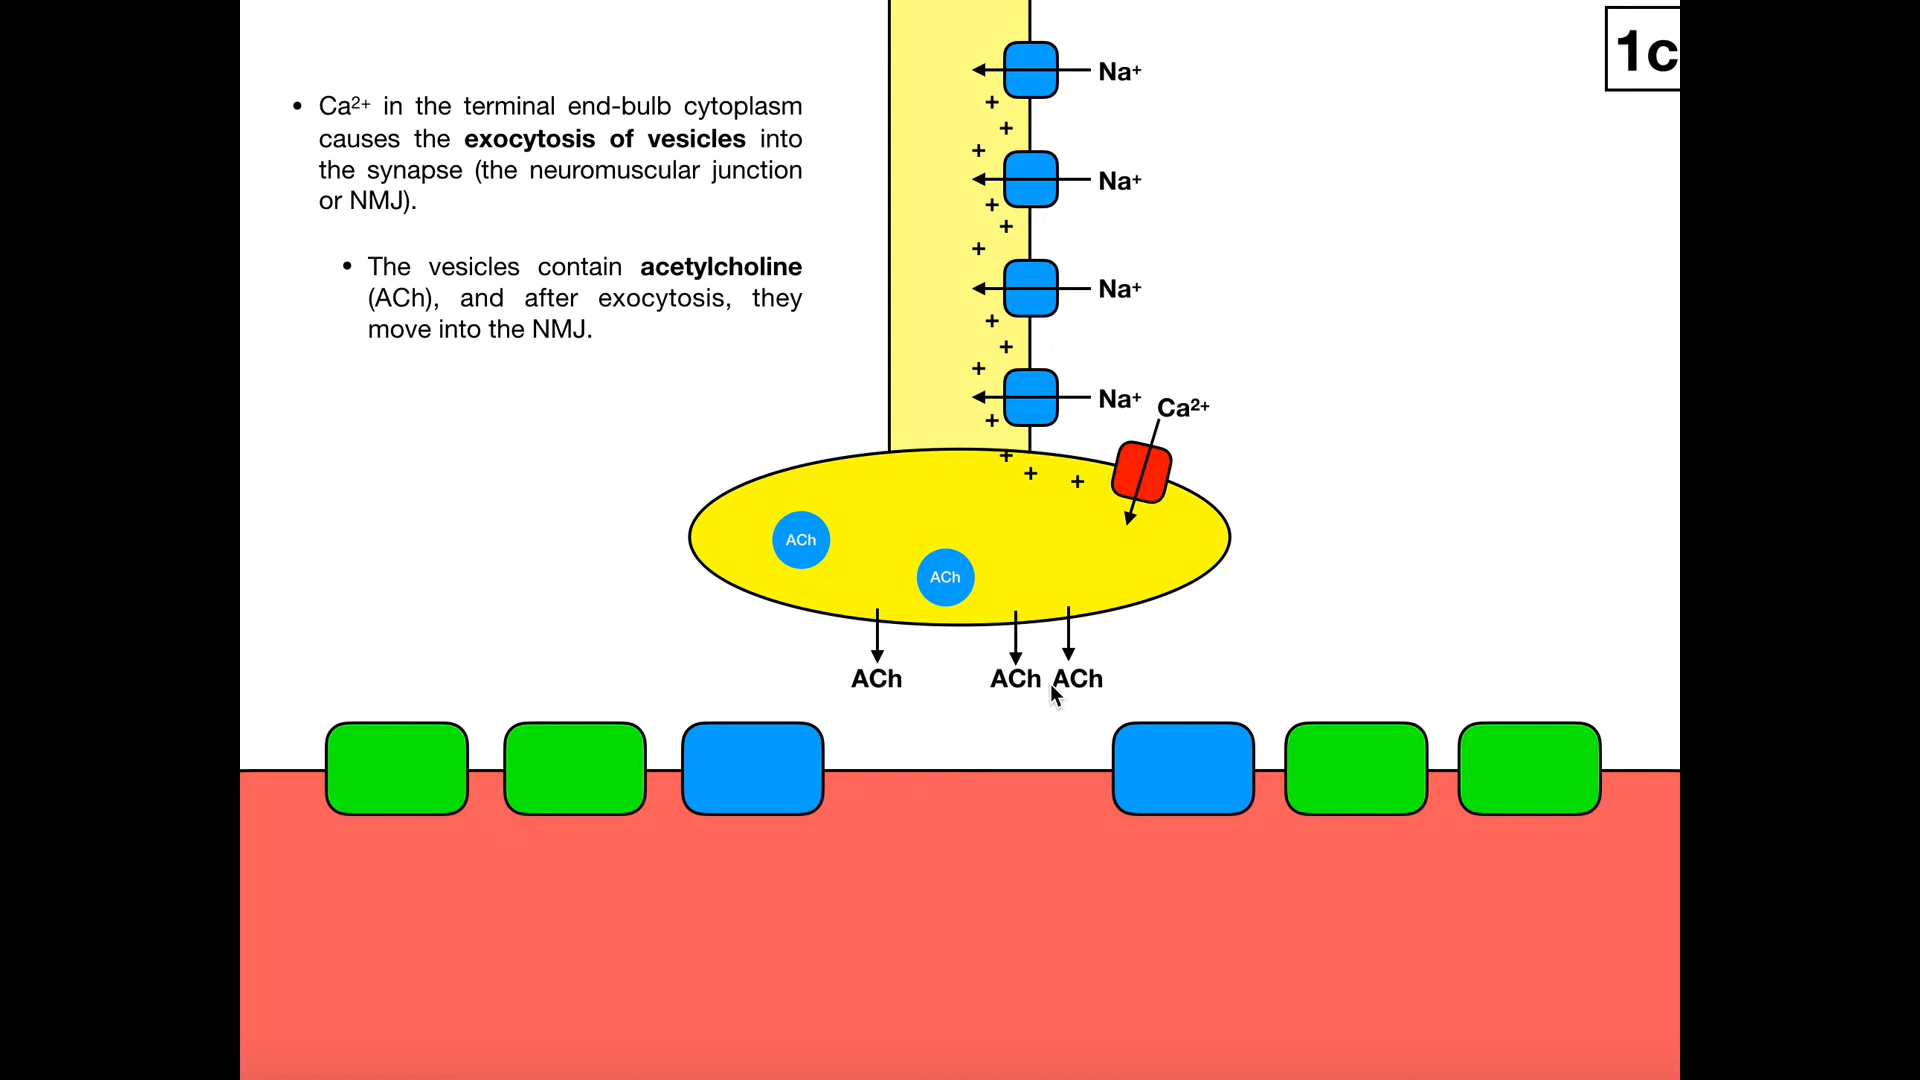 1c
• Ca²⁺ in the terminal end-bulb cytoplasm
causes the exocytosis of vesicles into
the synapse (the neuromuscular junction
or NMJ).
• The vesicles contain acetylcholine
(ACh), and after exocytosis, they
move into the NMJ.
Na⁺
Na⁺
Na⁺
Na⁺
Ca²⁺
+
+
+
+
+
+
+
+
+
+
+
+
+
ACh
ACh
ACh
ACh
ACh